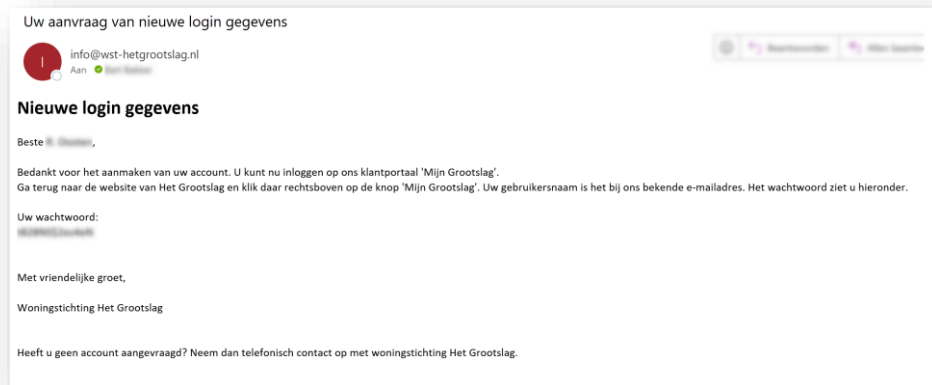 Uw aanvraag van nieuwe login gegevens
I
info@wst-hetgrootslag.nl
Aan
Nieuwe login gegevens
Beste ,
Bedankt voor het aanmaken van uw account. U kunt nu inloggen op ons klantportaal 'Mijn Grootslag'.
Ga terug naar de website van Het Grootslag en klik daar rechtsboven op de knop 'Mijn Grootslag'. Uw gebruikersnaam is het bij ons bekende e-mailadres. Het wachtwoord ziet u hieronder.
Uw wachtwoord:
Met vriendelijke groet,
Woningstichting Het Grootslag
Heeft u geen account aangevraagd? Neem dan telefonisch contact op met woningstichting Het Grootslag.